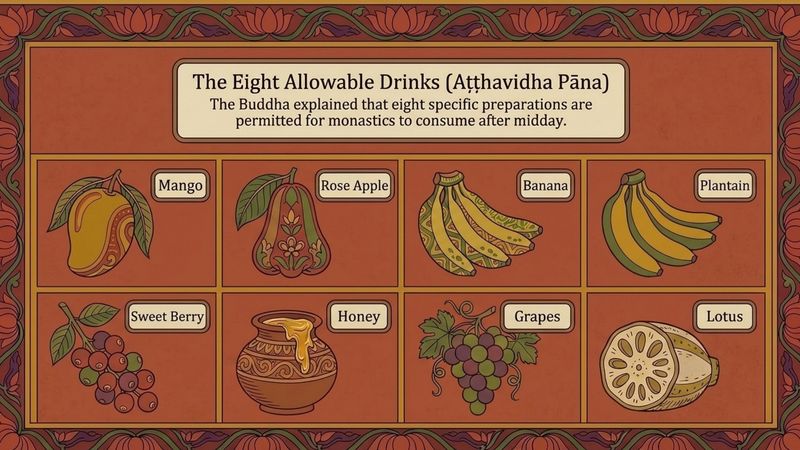 The Eight Allowable Drinks (Aṭṭhavidha Pāna)
The Buddha explained that eight specific preparations are
permitted for monastics to consume after midday.
Mango
Rose Apple
Banana
Plantain
Sweet Berry
Honey
Grapes
Lotus